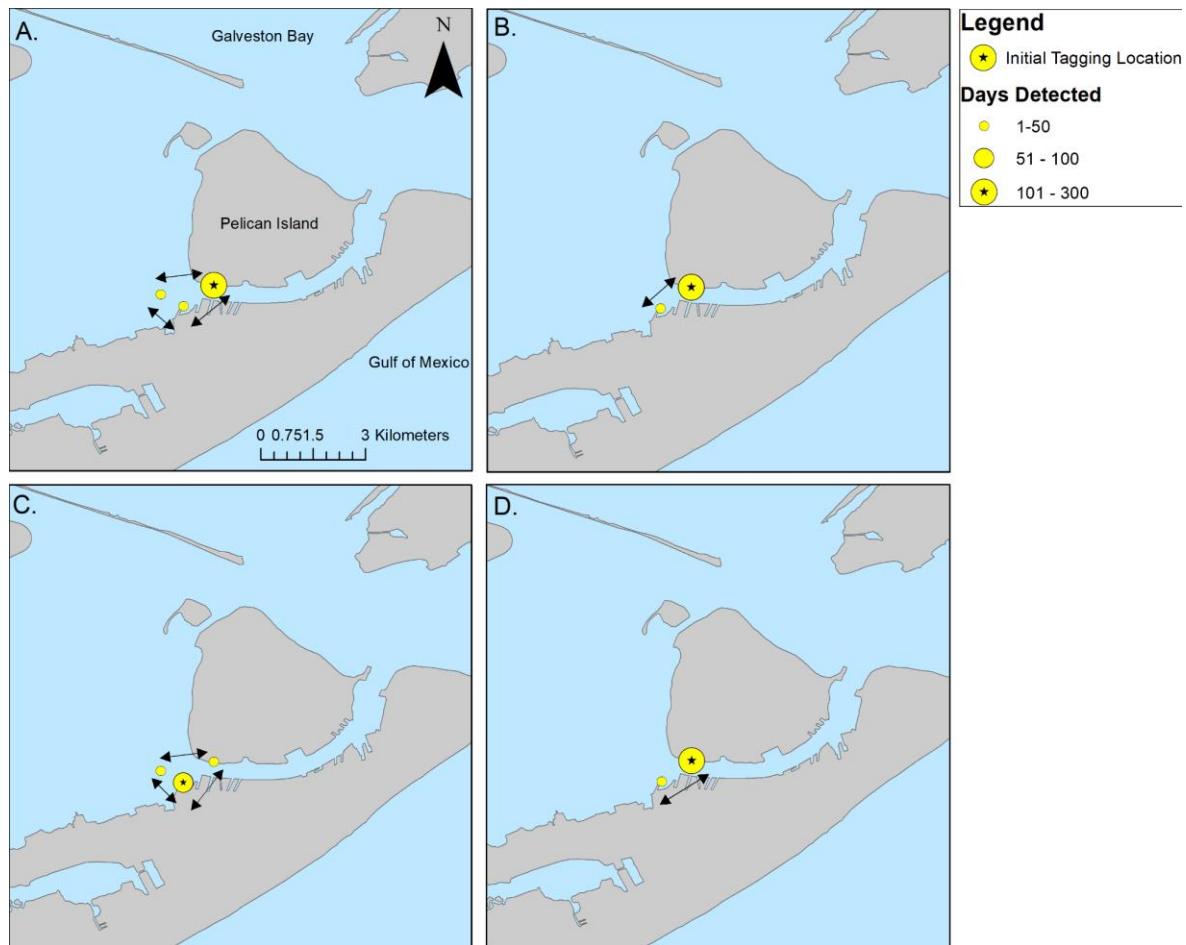 A.
Galveston Bay
N
Pelican Island
Gulf of Mexico
0 0.751.5 3 Kilometers
B.
Legend
Initial Tagging Location
Days Detected
1-50
51 - 100
101 - 300
C.
D.